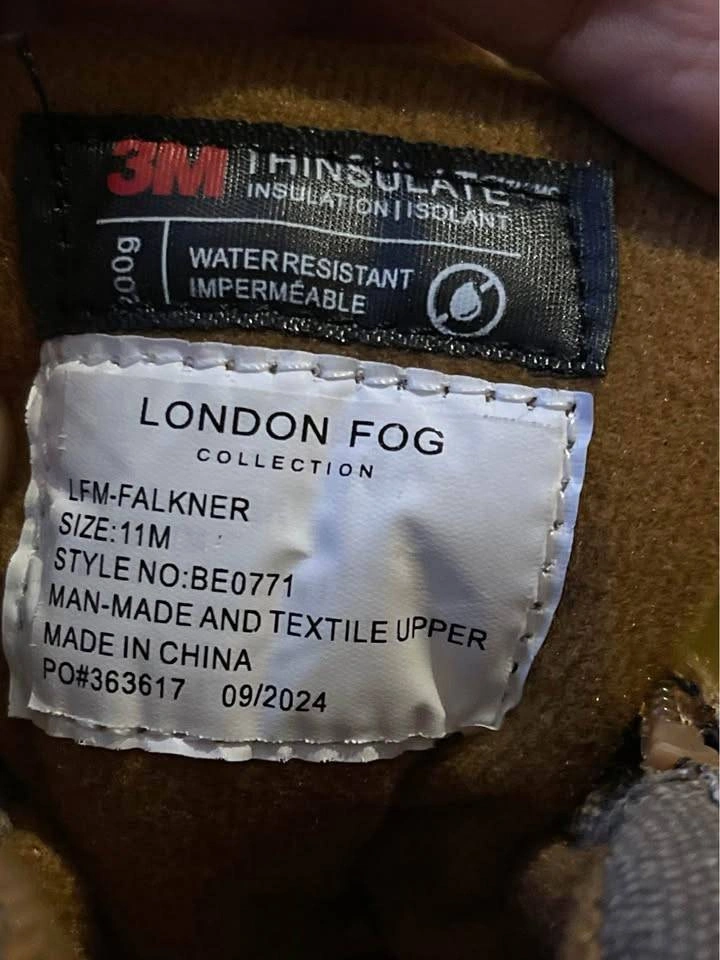 3M THINSULATE
INSULATION | ISOLANT
200g
WATER RESISTANT
IMPERMÉABLE
LONDON FOG
COLLECTION
LFM-FALKNER
SIZE:11M
STYLE NO:BE0771
MAN-MADE AND TEXTILE UPPER
MADE IN CHINA
PO#363617 09/2024